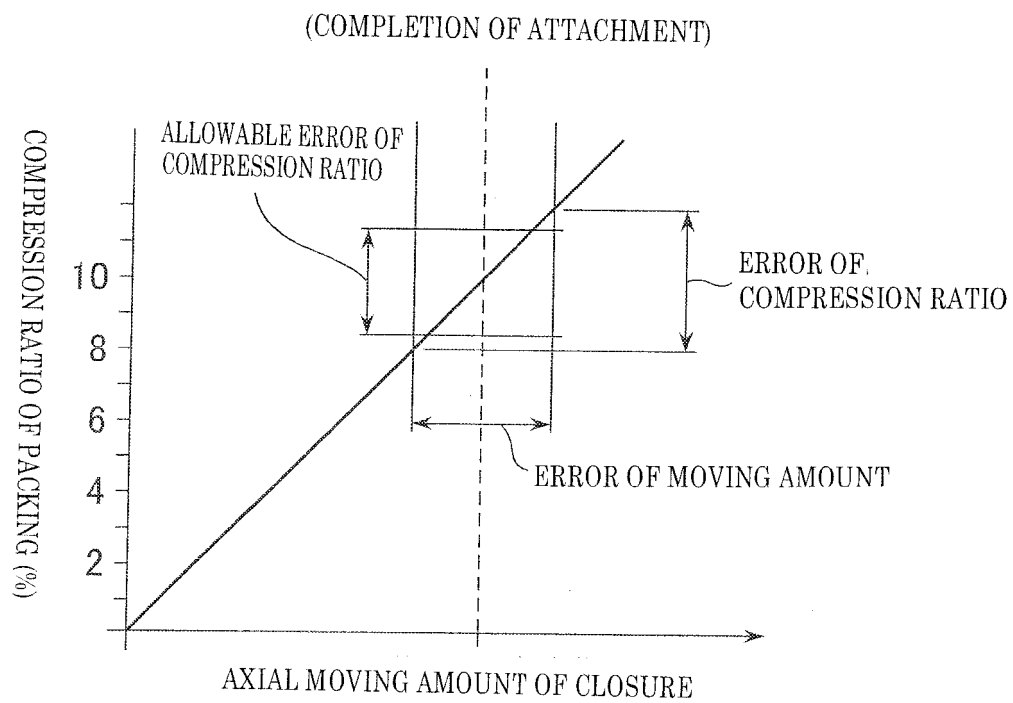 (COMPLETION OF ATTACHMENT)
ALLOWABLE ERROR OF
COMPRESSION RATIO
COMPRESSION RATIO OF PACKING (%)
10
8
6
4
2
ERROR OF
COMPRESSION RATIO
ERROR OF MOVING AMOUNT
AXIAL MOVING AMOUNT OF CLOSURE